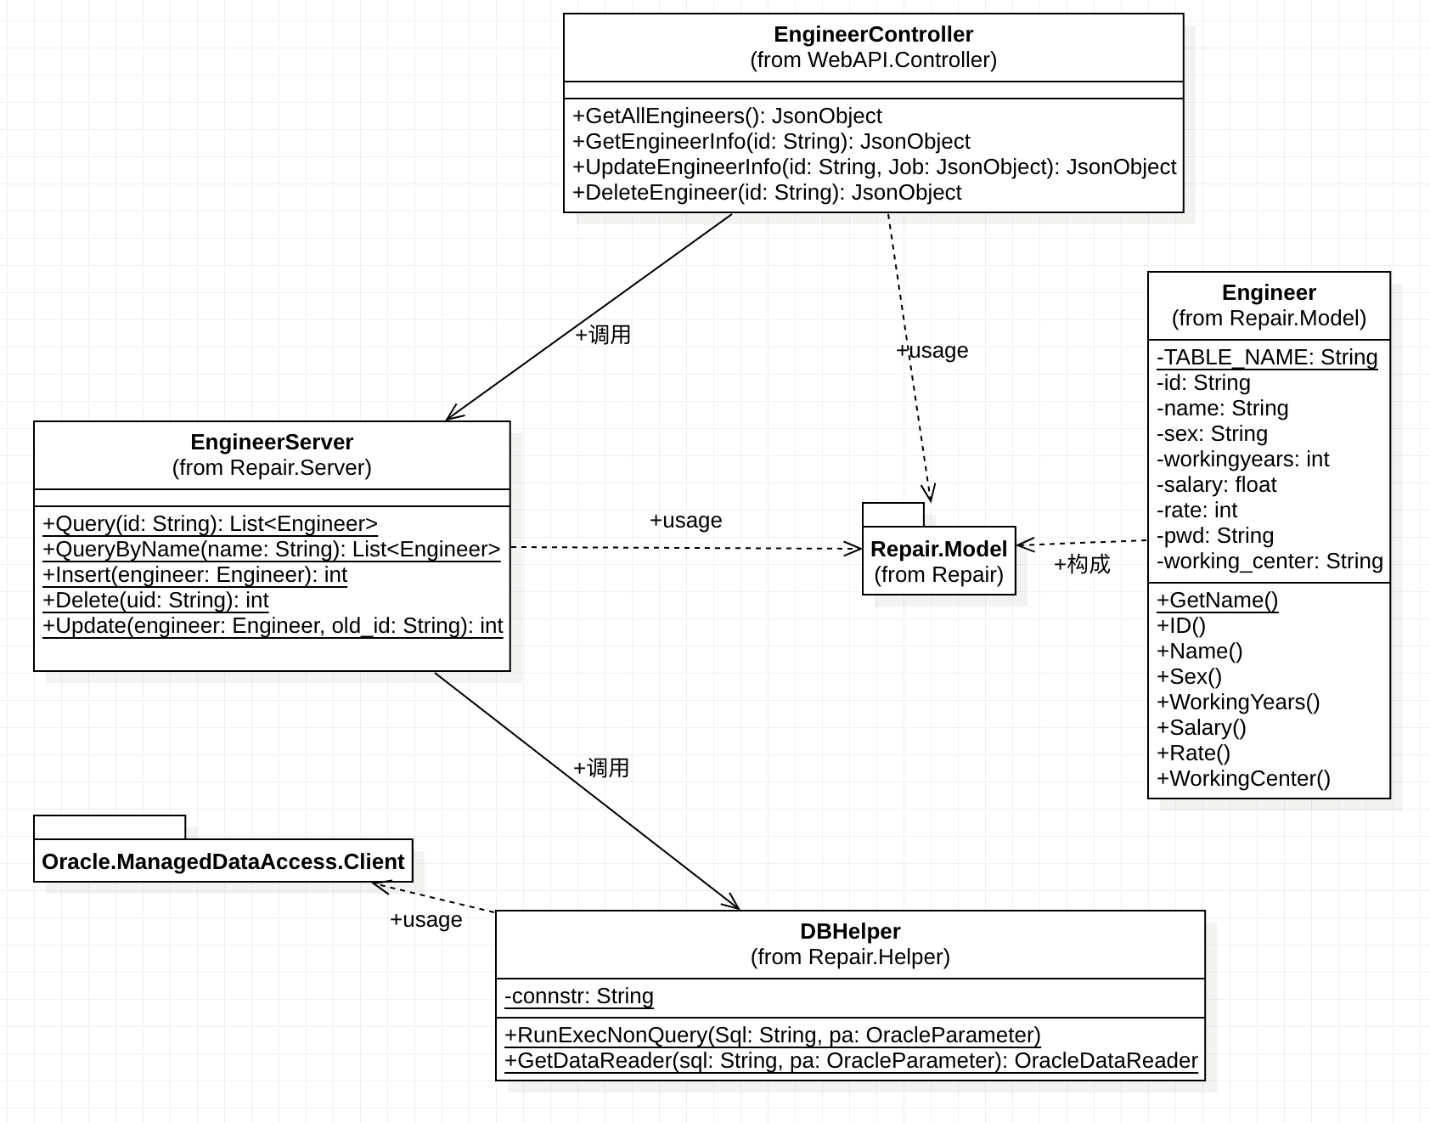 EngineerController
(from WebAPI.Controller)
+GetAllEngineers(): JsonObject
+GetEngineerInfo(id: String): JsonObject
+UpdateEngineerInfo(id: String, Job: JsonObject): JsonObject
+DeleteEngineer(id: String): JsonObject
+调用
+usage
Engineer
(from Repair.Model)
-TABLE_NAME: String
-id: String
-name: String
-sex: String
-workingyears: int
-salary: float
-rate: int
-pwd: String
-working_center: String
+GetName()
+ID()
+Name()
+Sex()
+WorkingYears()
+Salary()
+Rate()
+WorkingCenter()
EngineerServer
(from Repair.Server)
+Query(id: String): List<Engineer>
+QueryByName(name: String): List<Engineer>
+Insert(engineer: Engineer): int
+Delete(uid: String): int
+Update(engineer: Engineer, old_id: String): int
+usage
Repair.Model
(from Repair)
+构成
+调用
Oracle.ManagedDataAccess.Client
+usage
DBHelper
(from Repair.Helper)
-connstr: String
+RunExecNonQuery(Sql: String, pa: OracleParameter)
+GetDataReader(sql: String, pa: OracleParameter): OracleDataReader